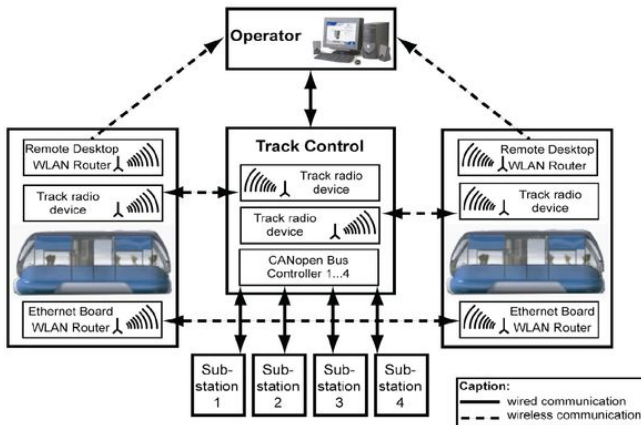 Operator
Remote Desktop
WLAN Router
Track radio
device
Ethernet Board
WLAN Router
Track Control
Track radio
device
Track radio
device
CANopen Bus
Controller 1...4
Remote Desktop
WLAN Router
Track radio
device
Ethernet Board
WLAN Router
Sub-
station
1
Sub-
station
2
Sub-
station
3
Sub-
station
4
Caption:
wired communication
wireless communication